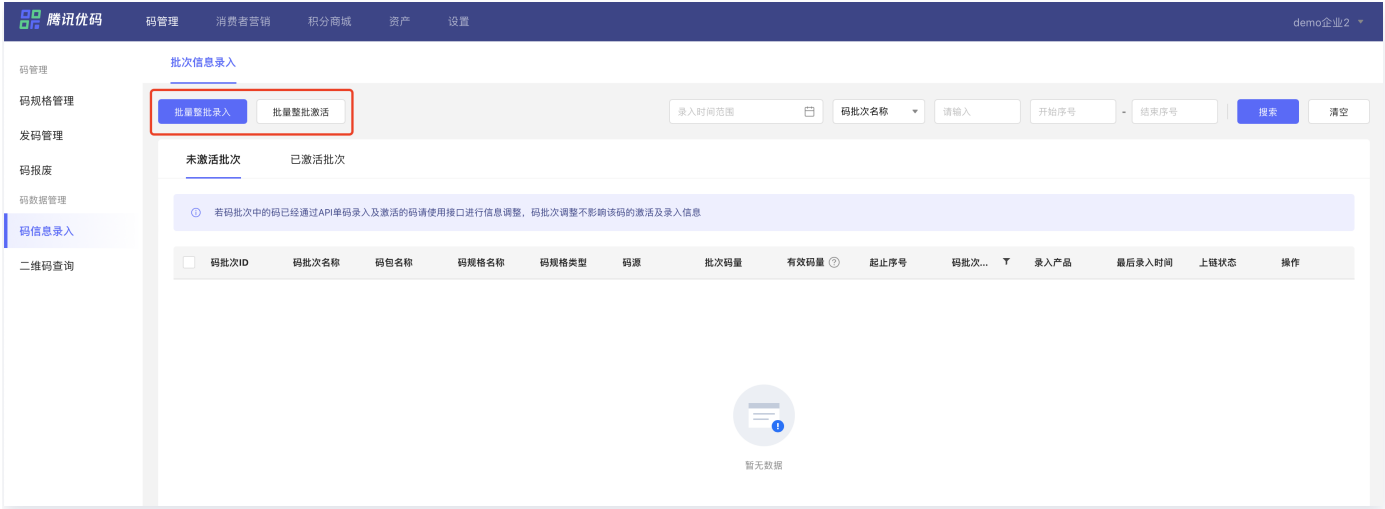 腾讯优码 码管理 消费者营销 积分商城 资产 设置 demo企业2
码管理
码规格管理
发码管理
码报废
码数据管理
码信息录入
二维码查询
批次信息录入
批量整批录入 批量整批激活 录入时间范围 码批次名称 请输入 开始序号 - 结束序号 搜索 清空
未激活批次 已激活批次
若码批次中的码已经通过API单码录入及激活的码请使用接口进行信息调整，码批次调整不影响该码的激活及录入信息
码批次ID 码批次名称 码包名称 码规格名称 码规格类型 码源 批次码量 有效码量 起止序号 码批次... 录入产品 最后录入时间 上链状态 操作
暂无数据